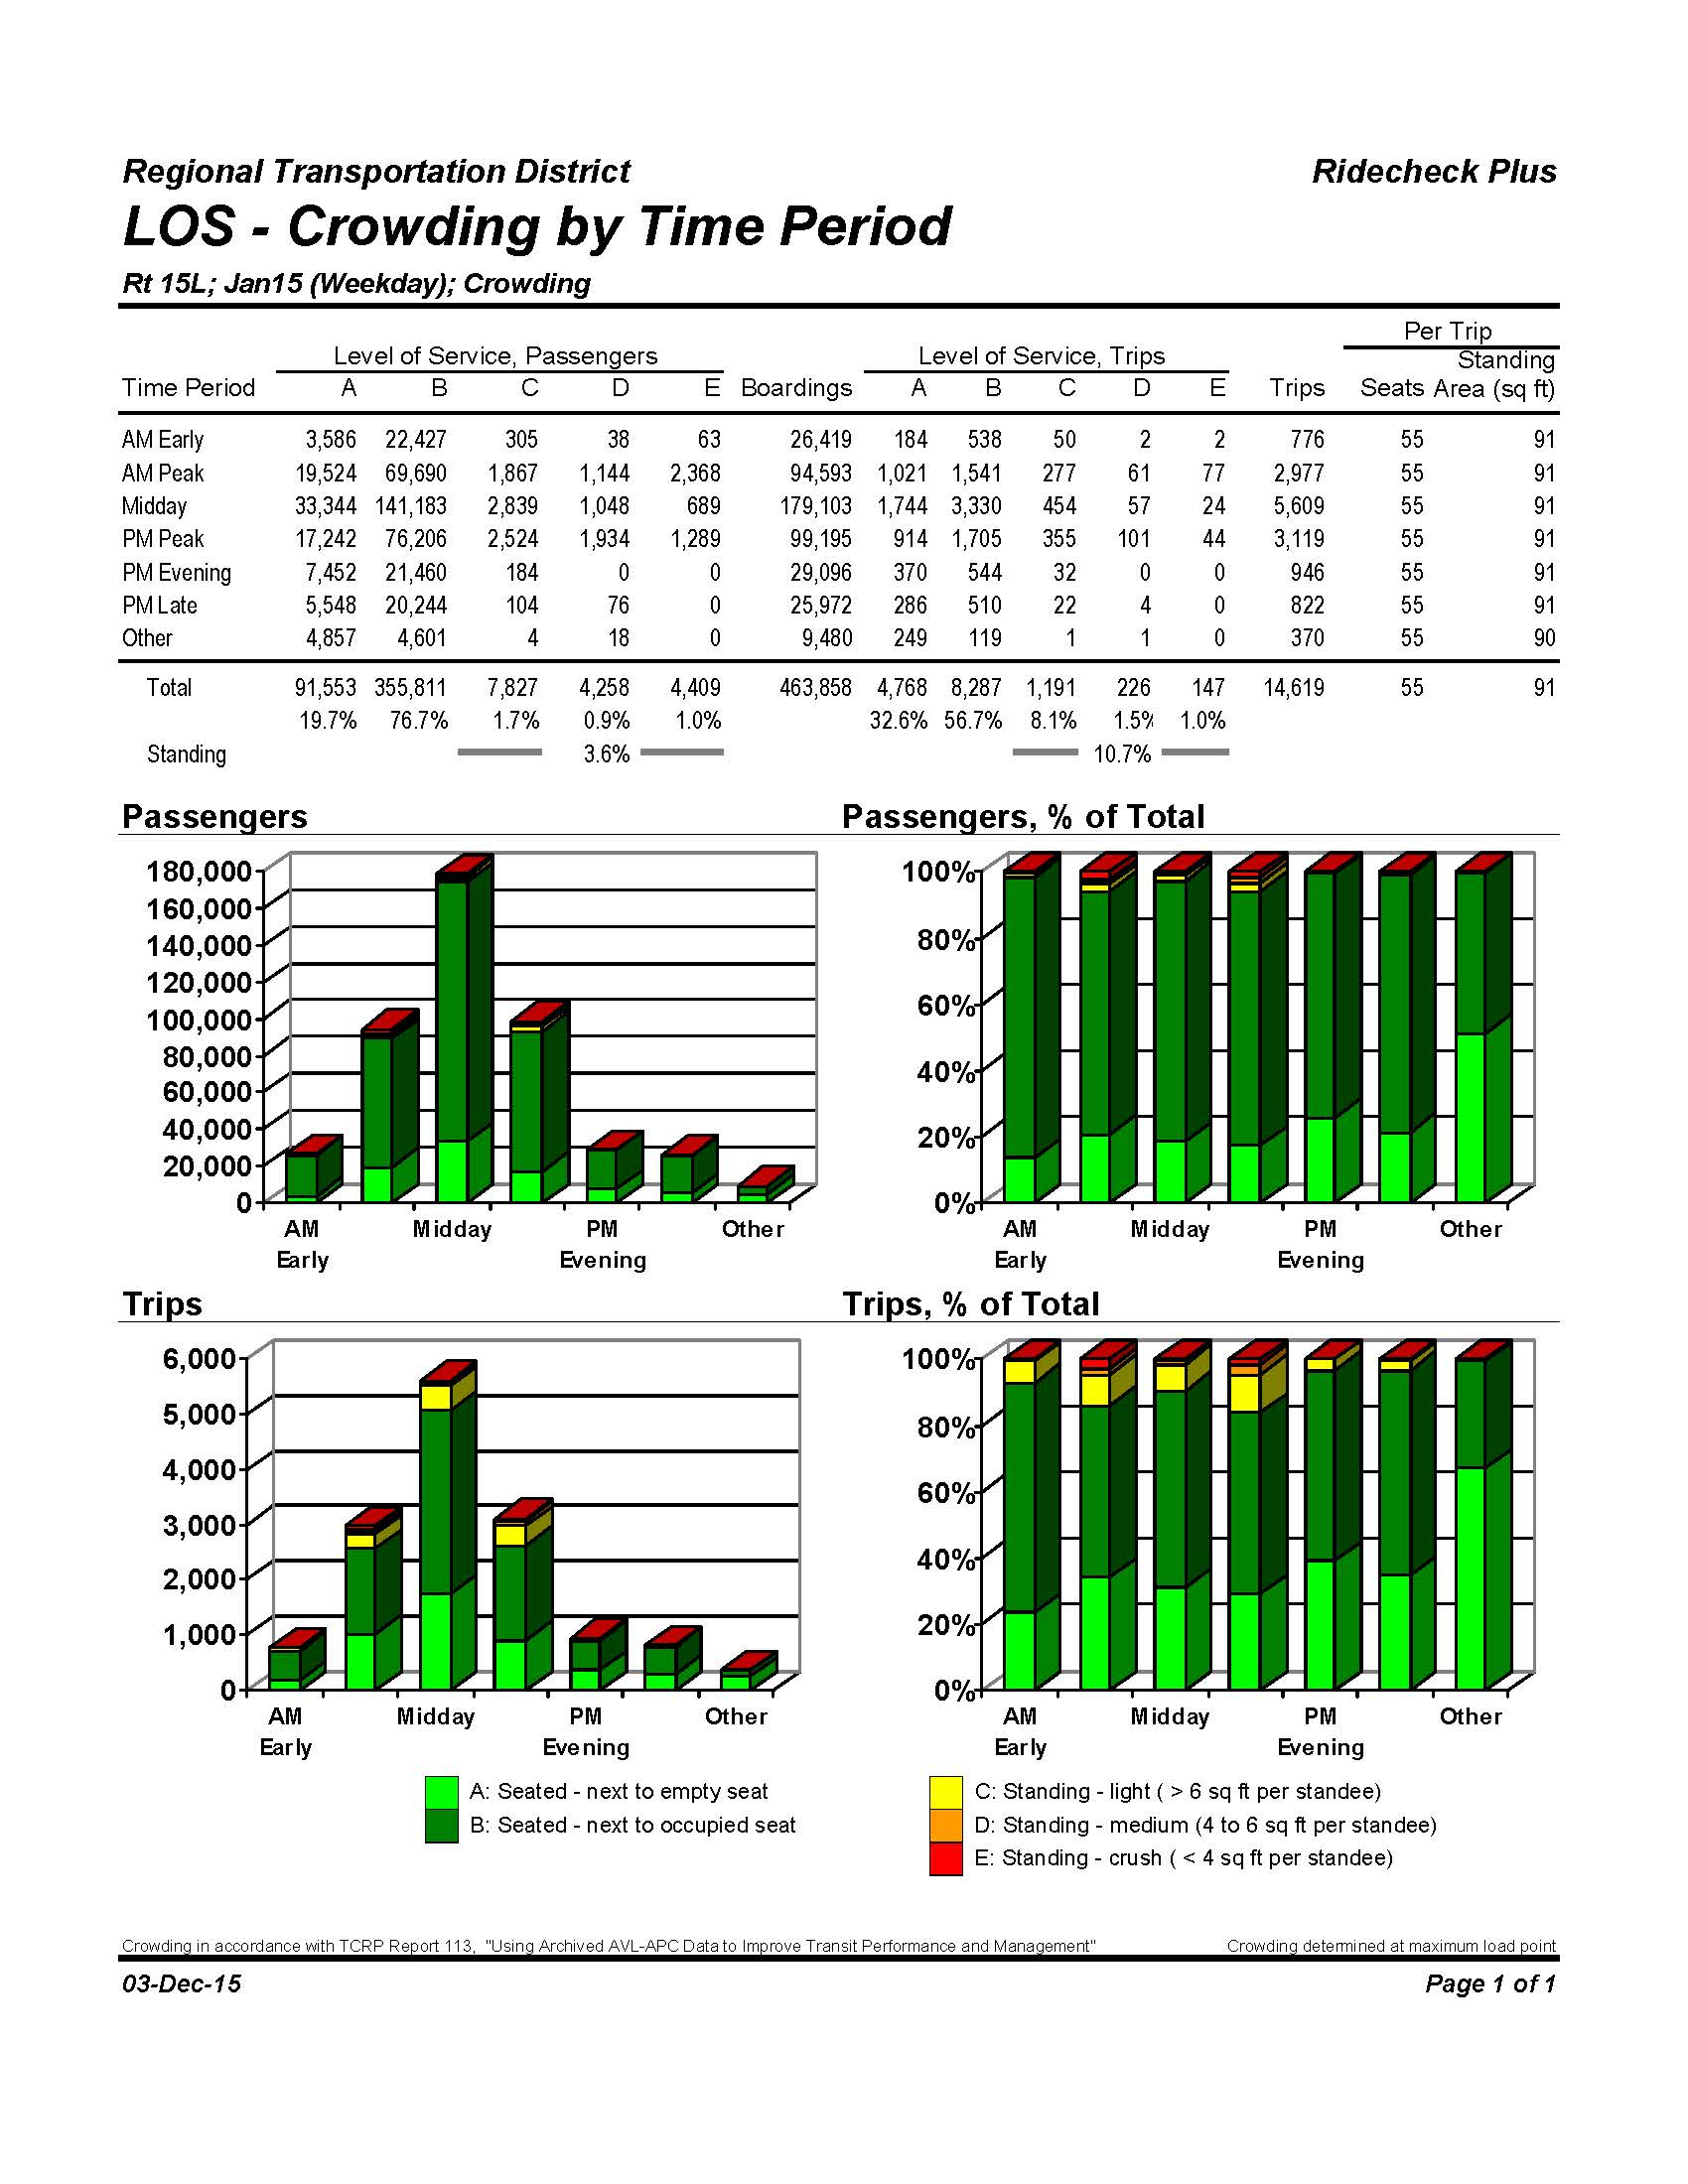 Regional Transportation District Ridecheck Plus
LOS - Crowding by Time Period
Rt 15L; Jan15 (Weekday); Crowding
Per Trip
Level of Service, Passengers Level of Service, Trips Standing
Time Period A B C D E Boardings A B C D E Trips Seats Area (sq ft)
AM Early 3,586 22,427 305 38 63 26,419 184 538 50 2 2 776 55 91
AM Peak 19,524 69,690 1,867 1,144 2,368 94,593 1,021 1,541 277 61 77 2,977 55 91
Midday 33,344 141,183 2,839 1,048 689 179,103 1,744 3,330 454 57 24 5,609 55 91
PM Peak 17,242 76,206 2,524 1,934 1,289 99,195 914 1,705 355 101 44 3,119 55 91
PM Evening 7,452 21,460 184 0 0 29,096 370 544 32 0 0 946 55 91
PM Late 5,548 20,244 104 76 0 25,972 286 510 22 4 0 822 55 91
Other 4,857 4,601 4 18 0 9,480 249 119 1 1 0 370 55 90
Total 91,553 355,811 7,827 4,258 4,409 463,858 4,768 8,287 1,191 226 147 14,619 55 91
19.7% 76.7% 1.7% 0.9% 1.0% 32.6% 56.7% 8.1% 1.5% 1.0%
Standing 3.6% 10.7%
Passengers
180,000
160,000
140,000
120,000
100,000
80,000
60,000
40,000
20,000
0
AM Midday PM Other
Early Evening
Passengers, % of Total
100%
80%
60%
40%
20%
0%
AM Midday PM Other
Early Evening
Trips
6,000
5,000
4,000
3,000
2,000
1,000
0
AM Midday PM Other
Early Evening
Trips, % of Total
100%
80%
60%
40%
20%
0%
AM Midday PM Other
Early Evening
A: Seated - next to empty seat
B: Seated - next to occupied seat
C: Standing - light ( > 6 sq ft per standee)
D: Standing - medium (4 to 6 sq ft per standee)
E: Standing - crush ( < 4 sq ft per standee)
Crowding in accordance with TCRP Report 113, "Using Archived AVL-APC Data to Improve Transit Performance and Management" Crowding determined at maximum load point
03-Dec-15 Page 1 of 1